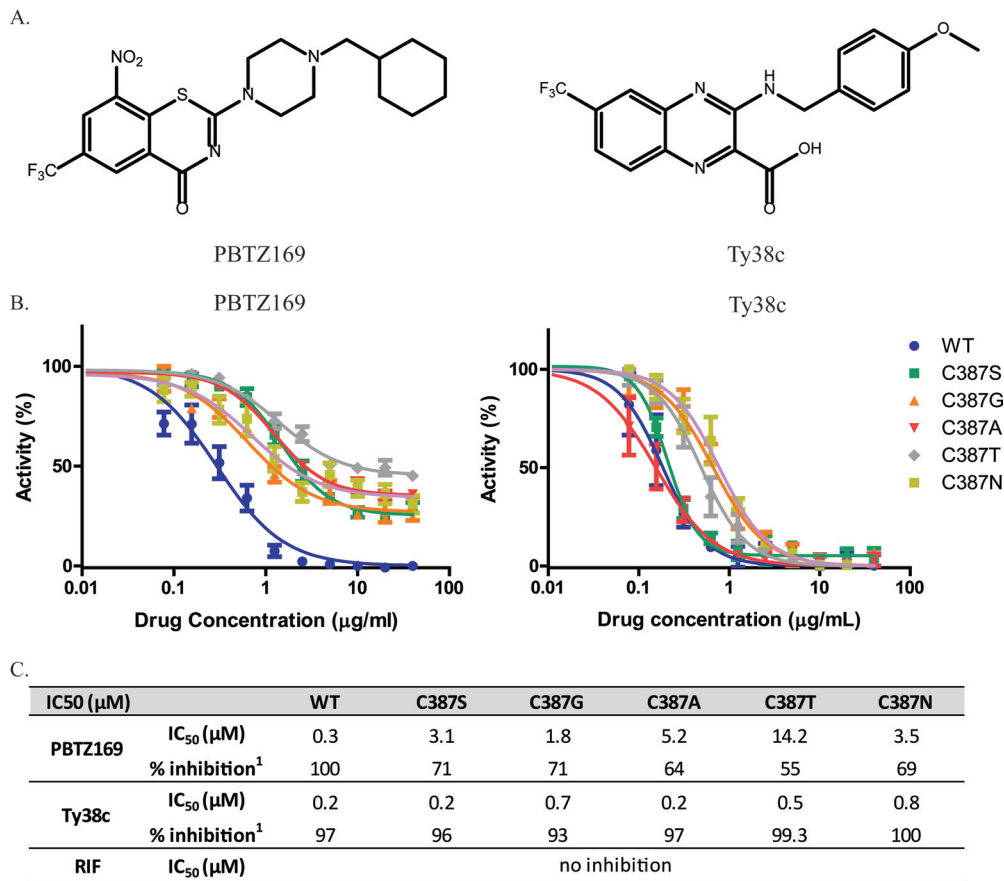 A.
NO₂
S
N
N
N
F₃C
O
PBTZ169
O
H
N
N
F₃C
N
OH
O
Ty38c
B.
PBTZ169
Ty38c
Activity (%)
100
50
0
0.01 0.1 1 10 100
Drug Concentration (μg/ml)
Activity (%)
100
50
0
0.01 0.1 1 10 100
Drug concentration (μg/mL)
WT
C387S
C387G
C387A
C387T
C387N
C.
IC50 (μM) WT C387S C387G C387A C387T C387N
PBTZ169 IC₅₀ (μM) 0.3 3.1 1.8 5.2 14.2 3.5
% inhibition¹ 100 71 71 64 55 69
Ty38c IC₅₀ (μM) 0.2 0.2 0.7 0.2 0.5 0.8
% inhibition¹ 97 96 93 97 99.3 100
RIF IC₅₀ (μM) no inhibition